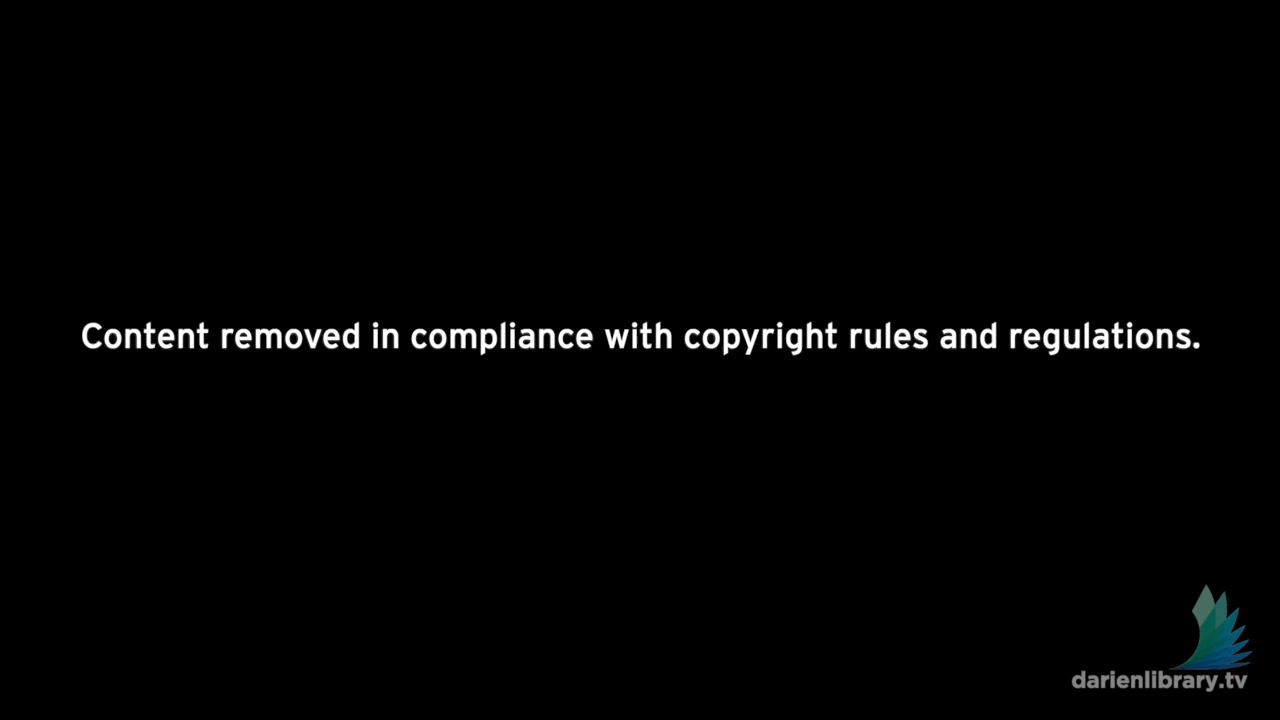 Content removed in compliance with copyright rules and regulations.
darienlibrary.tv